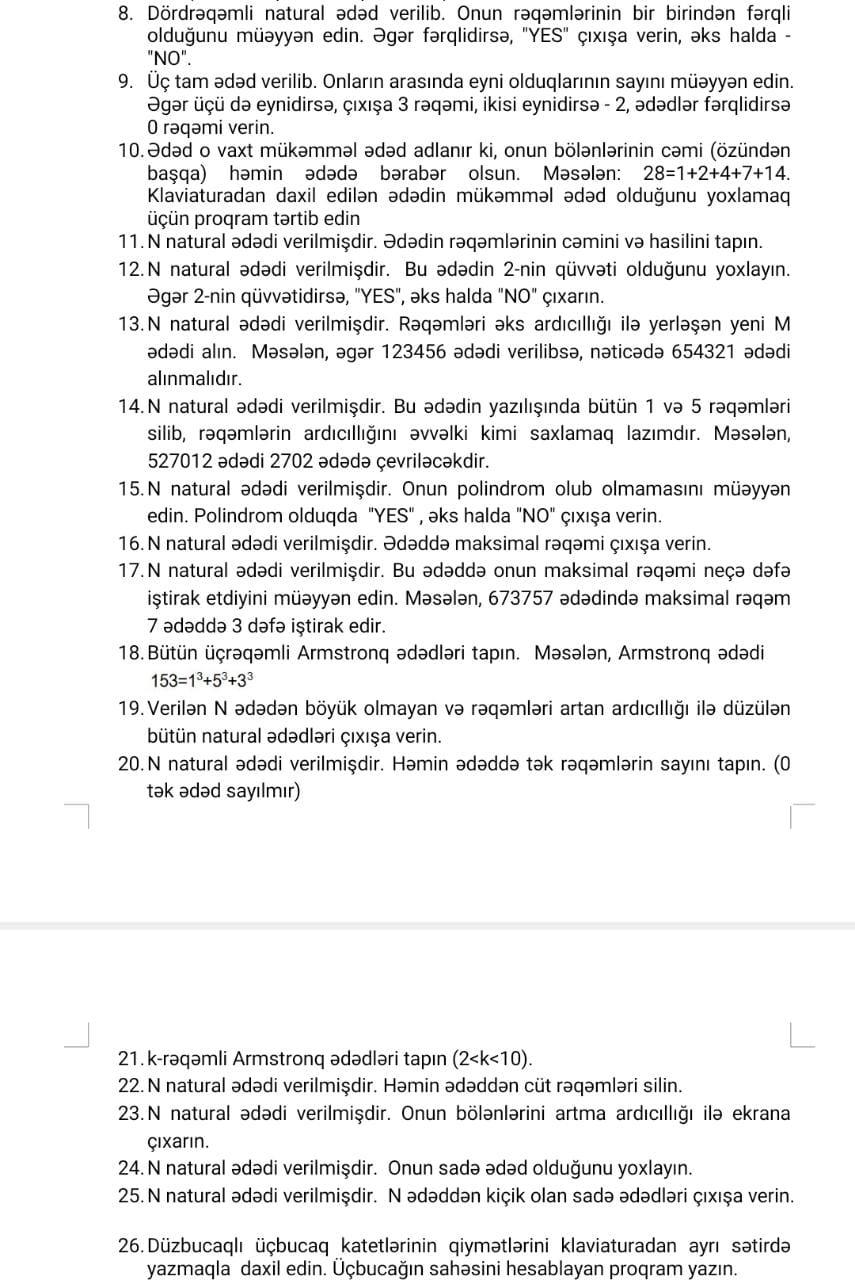 8. Dördrəqəmli natural ədəd verilib. Onun rəqəmlərinin bir birindən fərqli
olduğunu müəyyən edin. Əgər fərqlidirsə, "YES" çıxışa verin, əks halda -
"NO".
9. Üç tam ədəd verilib. Onların arasında eyni olduqlarının sayını müəyyən edin.
Əgər üçü də eynidirsə, çıxışa 3 rəqəmi, ikisi eynidirsə - 2, ədədlər fərqlidirsə
0 rəqəmi verin.
10. Ədəd o vaxt mükəmməl ədəd adlanır ki, onun bölənlərinin cəmi (özündən
başqa) həmin ədədə bərabər olsun. Məsələn: 28=1+2+4+7+14.
Klaviaturadan daxil edilən ədədin mükəmməl ədəd olduğunu yoxlamaq
üçün proqram tərtib edin
11. N natural ədədi verilmişdir. Ədədin rəqəmlərinin cəmini və hasilini tapın.
12. N natural ədədi verilmişdir. Bu ədədin 2-nin qüvvəti olduğunu yoxlayın.
Əgər 2-nin qüvvətidirsə, "YES", əks halda "NO" çıxarın.
13. N natural ədədi verilmişdir. Rəqəmləri əks ardıcıllığı ilə yerləşən yeni M
ədədi alın. Məsələn, əgər 123456 ədədi verilibsə, nəticədə 654321 ədədi
alınmalıdır.
14. N natural ədədi verilmişdir. Bu ədədin yazılışında bütün 1 və 5 rəqəmləri
silib, rəqəmlərin ardıcıllığını əvvəlki kimi saxlamaq lazımdır. Məsələn,
527012 ədədi 2702 ədədə çevriləcəkdir.
15. N natural ədədi verilmişdir. Onun polindrom olub olmamasını müəyyən
edin. Polindrom olduqda "YES" , əks halda "NO" çıxışa verin.
16. N natural ədədi verilmişdir. Ədəddə maksimal rəqəmi çıxışa verin.
17. N natural ədədi verilmişdir. Bu ədəddə onun maksimal rəqəmi neçə dəfə
iştirak etdiyini müəyyən edin. Məsələn, 673757 ədədində maksimal rəqəm
7 ədəddə 3 dəfə iştirak edir.
18. Bütün üçrəqəmli Armstronq ədədləri tapın. Məsələn, Armstronq ədədi
153=1³+5³+3³
19. Verilən N ədədən böyük olmayan və rəqəmləri artan ardıcıllığı ilə düzülən
bütün natural ədədləri çıxışa verin.
20. N natural ədədi verilmişdir. Həmin ədəddə tək rəqəmlərin sayını tapın. (0
tək ədəd sayılmır)
21. k-rəqəmli Armstronq ədədləri tapın (2<k<10).
22. N natural ədədi verilmişdir. Həmin ədəddən cüt rəqəmləri silin.
23. N natural ədədi verilmişdir. Onun bölənlərini artma ardıcıllığı ilə ekrana
çıxarın.
24. N natural ədədi verilmişdir. Onun sadə ədəd olduğunu yoxlayın.
25. N natural ədədi verilmişdir. N ədəddən kiçik olan sadə ədədləri çıxışa verin.
26. Düzbucaqlı üçbucaq katetlərinin qiymətlərini klaviaturadan ayrı sətirdə
yazmaqla daxil edin. Üçbucağın sahəsini hesablayan proqram yazın.